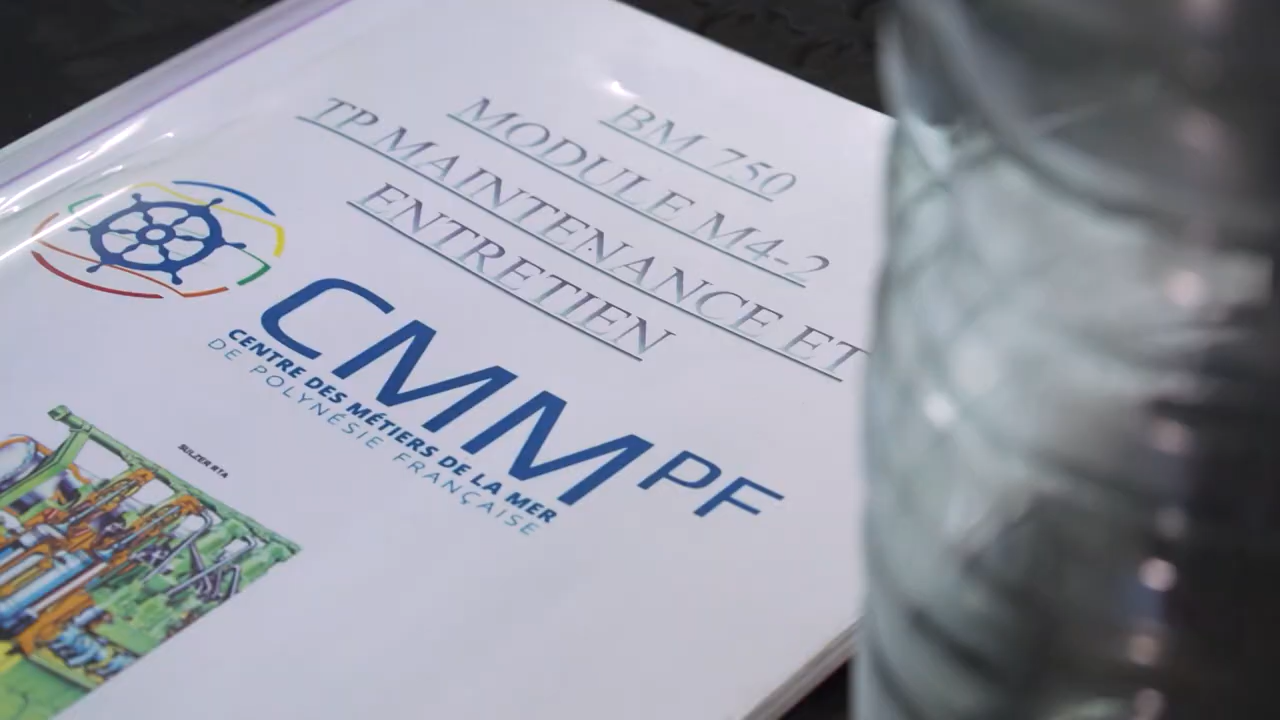 BM 750
MODULE M4-2
TP MAINTENANCE ET
ENTRETIEN
CMMPF
CENTRE DES MÉTIERS DE LA MER
DE POLYNÉSIE FRANÇAISE
SULZER RTA